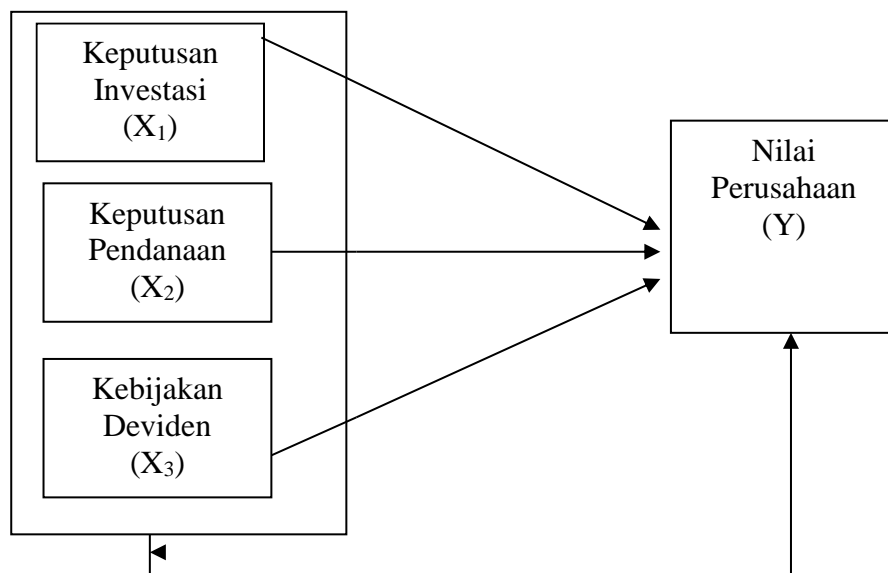 Keputusan
Investasi
(X₁)
Keputusan
Pendanaan
(X₂)
Kebijakan
Deviden
(X₃)
Nilai
Perusahaan
(Y)